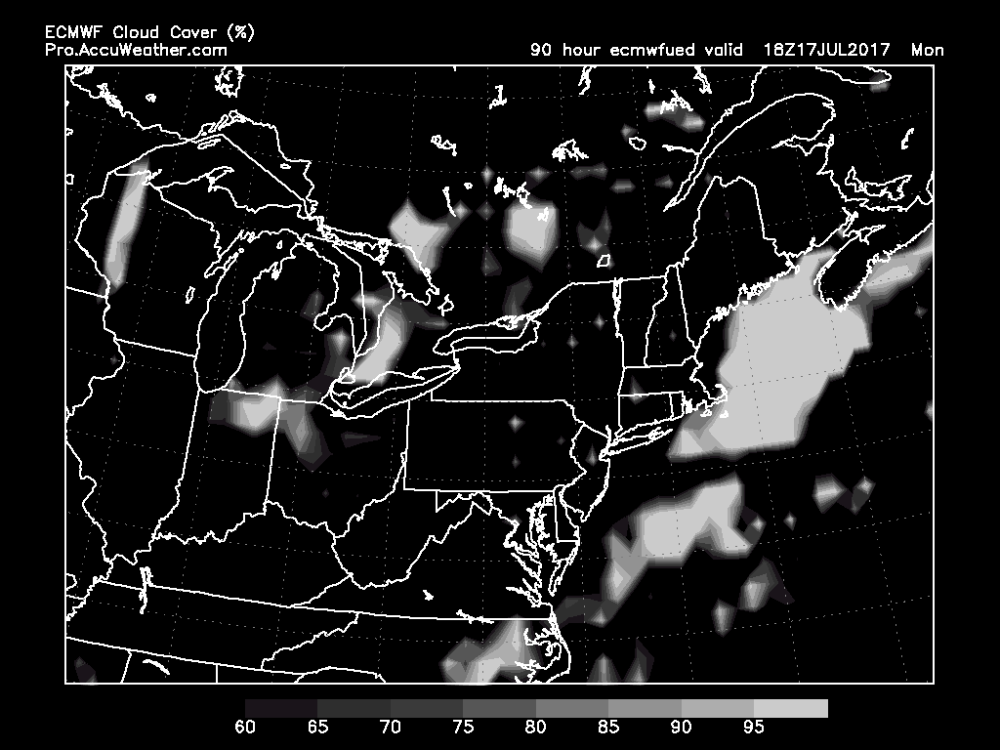 ECMWF Cloud Cover (%)
Pro.AccuWeather.com
90 hour ecmwfued valid 18Z17JUL2017 Mon
60 65 70 75 80 85 90 95